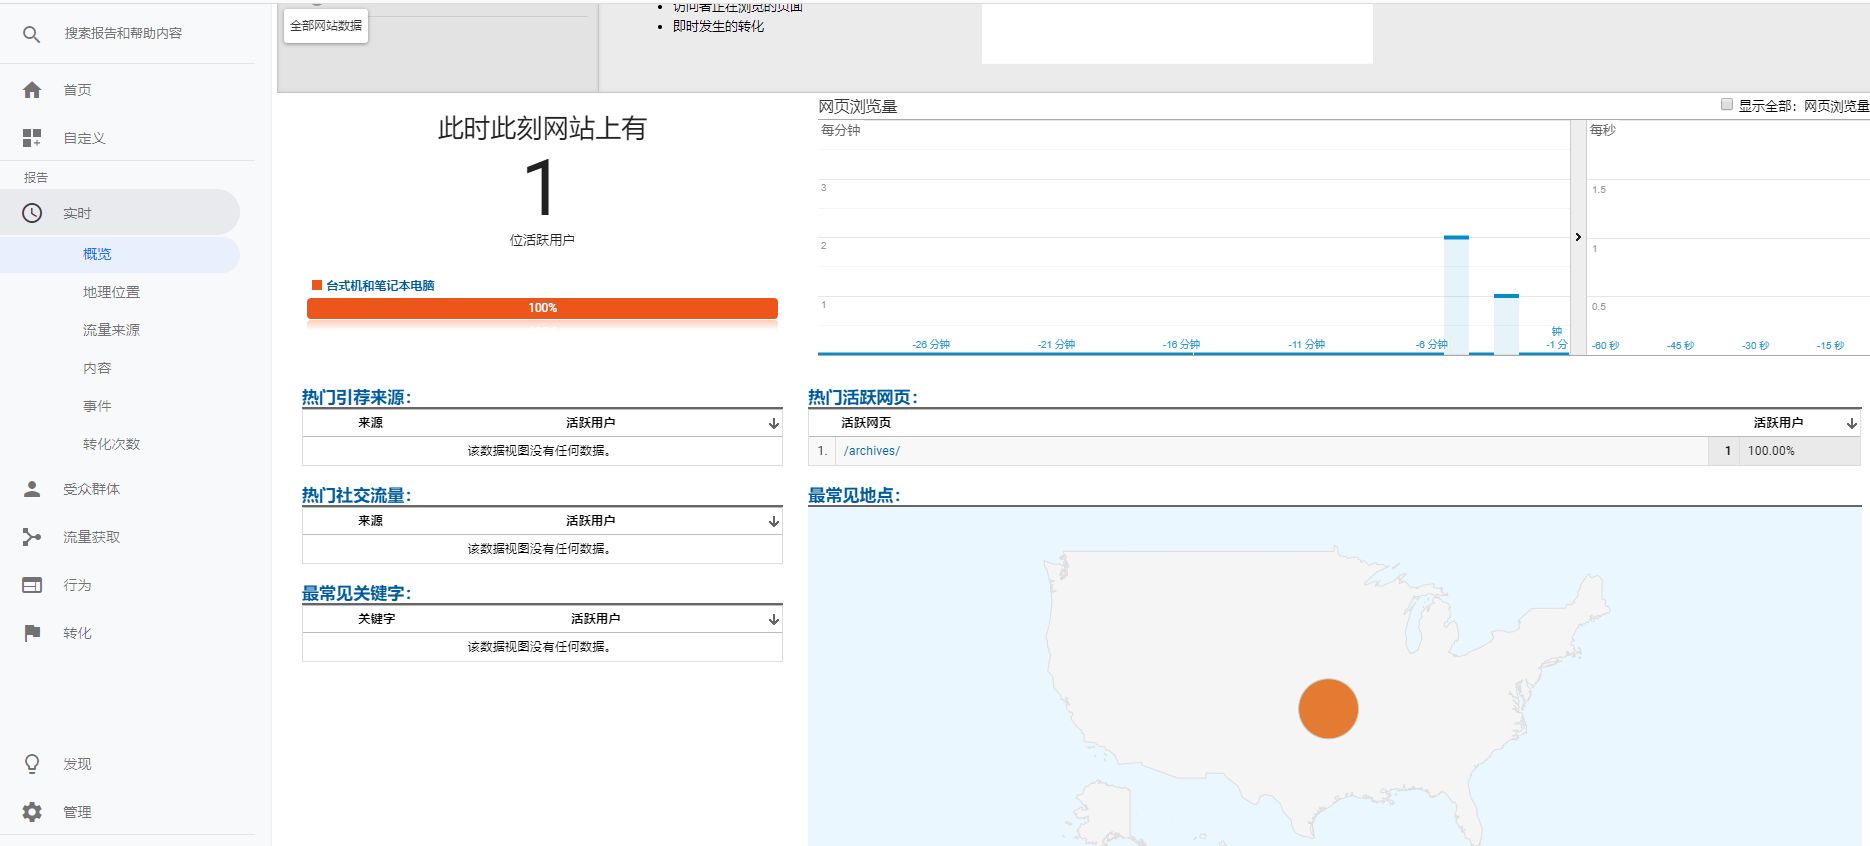 搜索报告和帮助内容
首页
自定义
报告
实时
概览
地理位置
流量来源
内容
事件
转化次数
受众群体
流量获取
行为
转化
发现
管理
全部网站数据
访问者正在浏览的页面
即时发生的转化
此时此刻网站上有
1
位活跃用户
台式机和笔记本电脑
100%
网页浏览量
显示全部：网页浏览量
每分钟
3
2
1
-26 分钟
-21 分钟
-16 分钟
-11 分钟
-6 分钟
-1 分
钟
每秒
1.5
1
0.5
-60 秒
-45 秒
-30 秒
-15 秒
热门引荐来源：
来源 活跃用户
该数据视图没有任何数据。
热门社交流量：
来源 活跃用户
该数据视图没有任何数据。
最常见关键字：
关键字 活跃用户
该数据视图没有任何数据。
热门活跃网页：
活跃网页 活跃用户
1. /archives/ 1 100.00%
最常见地点：